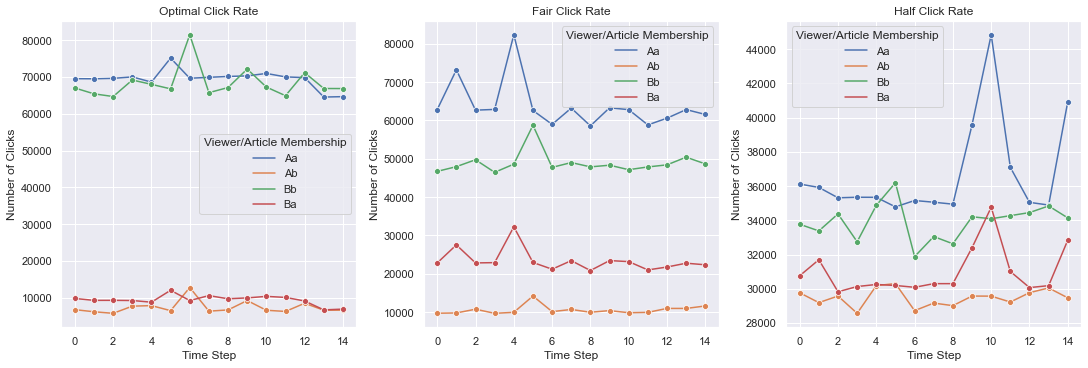 Optimal Click Rate
Number of Clicks
80000
70000
60000
50000
40000
30000
20000
10000
Viewer/Article Membership
Aa
Ab
Bb
Ba
0 2 4 6 8 10 12 14
Time Step
Fair Click Rate
Number of Clicks
80000
70000
60000
50000
40000
30000
20000
10000
Viewer/Article Membership
Aa
Ab
Bb
Ba
0 2 4 6 8 10 12 14
Time Step
Half Click Rate
Number of Clicks
44000
42000
40000
38000
36000
34000
32000
30000
28000
Viewer/Article Membership
Aa
Ab
Bb
Ba
0 2 4 6 8 10 12 14
Time Step